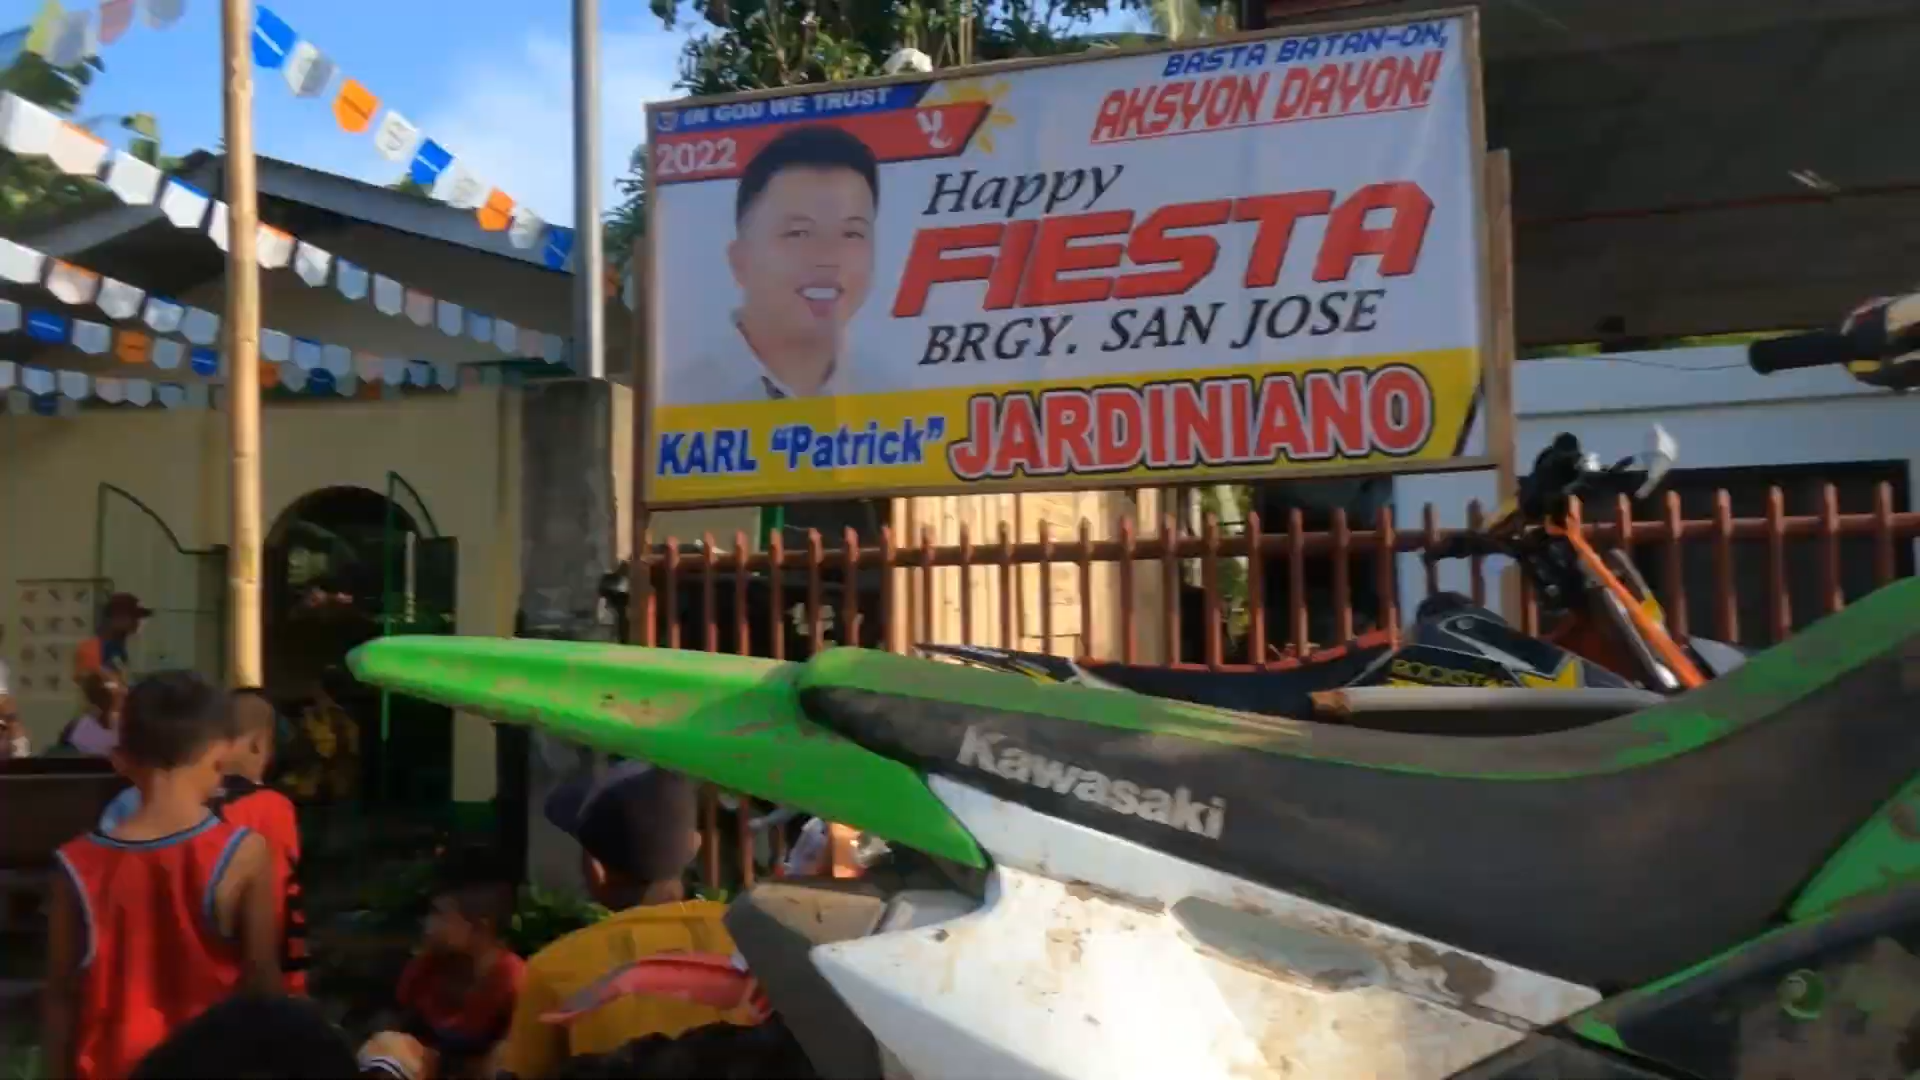 BASTA BATAN-ON,
AKSYON DAYON!
IN GOD WE TRUST
2022
Happy
FIESTA
BRGY. SAN JOSE
KARL "Patrick" JARDINIANO
ROCKSTAR
Kawasaki